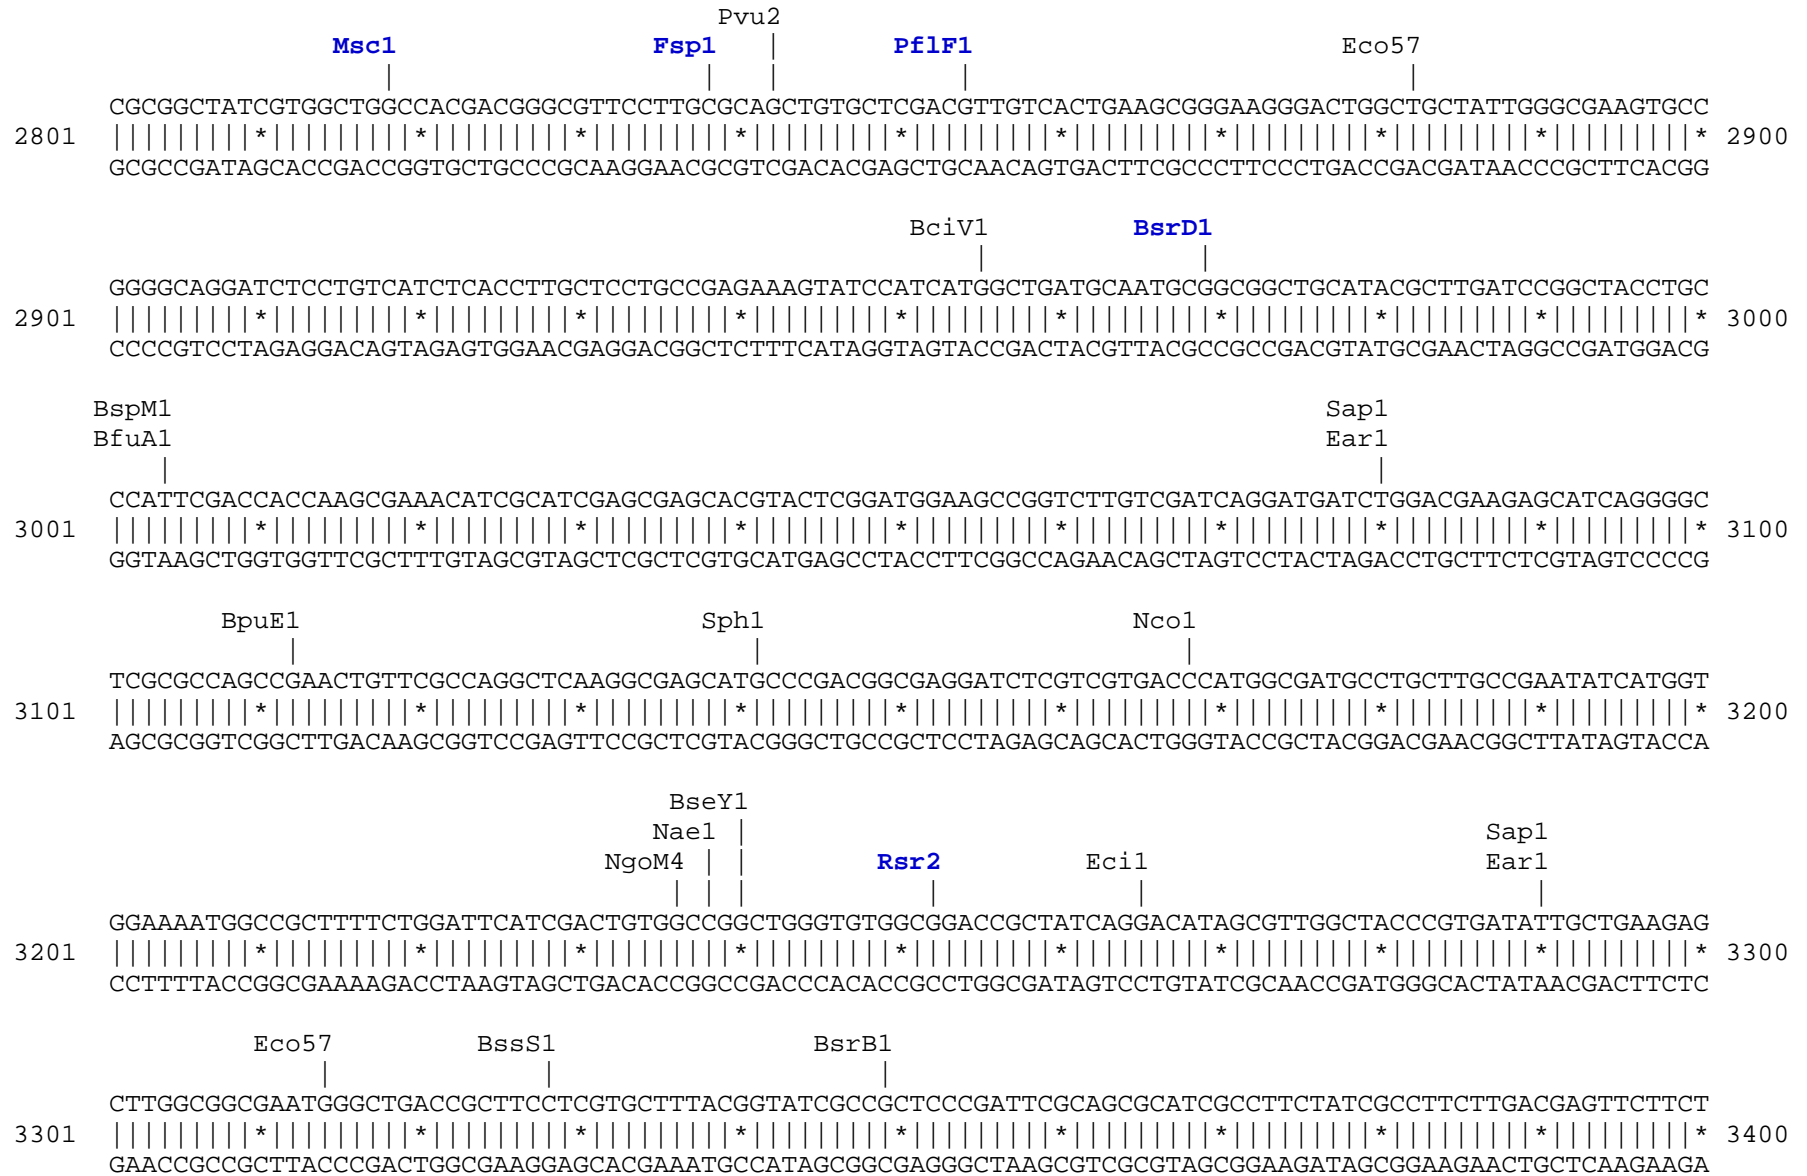 Pvu2
Msc1 Fsp1 | PflF1 Eco57
| | | | |
CGCGGCTATCGTGGCTGGCCACGACGGGCGTTCCTTGCGCAGCTGTGCTCGACGTTGTCACTGAAGCGGGAAGGGACTGGCTGCTATTGGGCGAAGTGCC
2801 |||||||||*|||||||||*|||||||||*|||||||||*|||||||||*|||||||||*|||||||||*|||||||||*|||||||||*|||||||||* 2900
GCGCCGATAGCACCGACCGGTGCTGCCCGCAAGGAACGCGTCGACACGAGCTGCAACAGTGACTTCGCCCTTCCCTGACCGACGATAACCCGCTTCACGG
BciV1 BsrD1
| |
GGGGCAGGATCTCCTGTCATCTCACCTTGCTCCTGCCGAGAAAGTATCCATCATGGCTGATGCAATGCGGCGGCTGCATACGCTTGATCCGGCTACCTGC
2901 |||||||||*|||||||||*|||||||||*|||||||||*|||||||||*|||||||||*|||||||||*|||||||||*|||||||||*|||||||||* 3000
CCCCGTCCTAGAGGACAGTAGAGTGGAACGAGGACGGCTCTTTCATAGGTAGTACCGACTACGTTACGCCGCCGACGTATGCGAACTAGGCCGATGGACG
BspM1 Sap1
BfuA1 Ear1
| |
CCATTCGACCACCAAGCGAAACATCGCATCGAGCGAGCACGTACTCGGATGGAAGCCGGTCTTGTCGATCAGGATGATCTGGACGAAGAGCATCAGGGGC
3001 |||||||||*|||||||||*|||||||||*|||||||||*|||||||||*|||||||||*|||||||||*|||||||||*|||||||||*|||||||||* 3100
GGTAAGCTGGTGGTTCGCTTTGTAGCGTAGCTCGCTCGTGCATGAGCCTACCTTCGGCCAGAACAGCTAGTCCTACTAGACCTGCTTCTCGTAGTCCCCG
BpuE1 Sph1 Nco1
| | |
TCGCGCCAGCCGAACTGTTCGCCAGGCTCAAGGCGAGCATGCCCGACGGCGAGGATCTCGTCGTGACCCATGGCGATGCCTGCTTGCCGAATATCATGGT
3101 |||||||||*|||||||||*|||||||||*|||||||||*|||||||||*|||||||||*|||||||||*|||||||||*|||||||||*|||||||||* 3200
AGCGCGGTCGGCTTGACAAGCGGTCCGAGTTCCGCTCGTACGGGCTGCCGCTCCTAGAGCAGCACTGGGTACCGCTACGGACGAACGGCTTATAGTACCA
BseY1
Nae1 | Sap1
NgoM4 | | Rsr2 Eci1 Ear1
| | | | | |
GGAAAATGGCCGCTTTTCTGGATTCATCGACTGTGGCCGGCTGGGTGTGGCGGACCGCTATCAGGACATAGCGTTGGCTACCCGTGATATTGCTGAAGAG
3201 |||||||||*|||||||||*|||||||||*|||||||||*|||||||||*|||||||||*|||||||||*|||||||||*|||||||||*|||||||||* 3300
CCTTTTACCGGCGAAAAGACCTAAGTAGCTGACACCGGCCGACCCACACCGCCTGGCGATAGTCCTGTATCGCAACCGATGGGCACTATAACGACTTCTC
Eco57 BssS1 BsrB1
| | |
CTTGGCGGCGAATGGGCTGACCGCTTCCTCGTGCTTTACGGTATCGCCGCTCCCGATTCGCAGCGCATCGCCTTCTATCGCCTTCTTGACGAGTTCTTCT
3301 |||||||||*|||||||||*|||||||||*|||||||||*|||||||||*|||||||||*|||||||||*|||||||||*|||||||||*|||||||||* 3400
GAACCGCCGCTTACCCGACTGGCGAAGGAGCACGAAATGCCATAGCGGCGAGGGCTAAGCGTCGCGTAGCGGAAGATAGCGGAAGAACTGCTCAAGAAGA